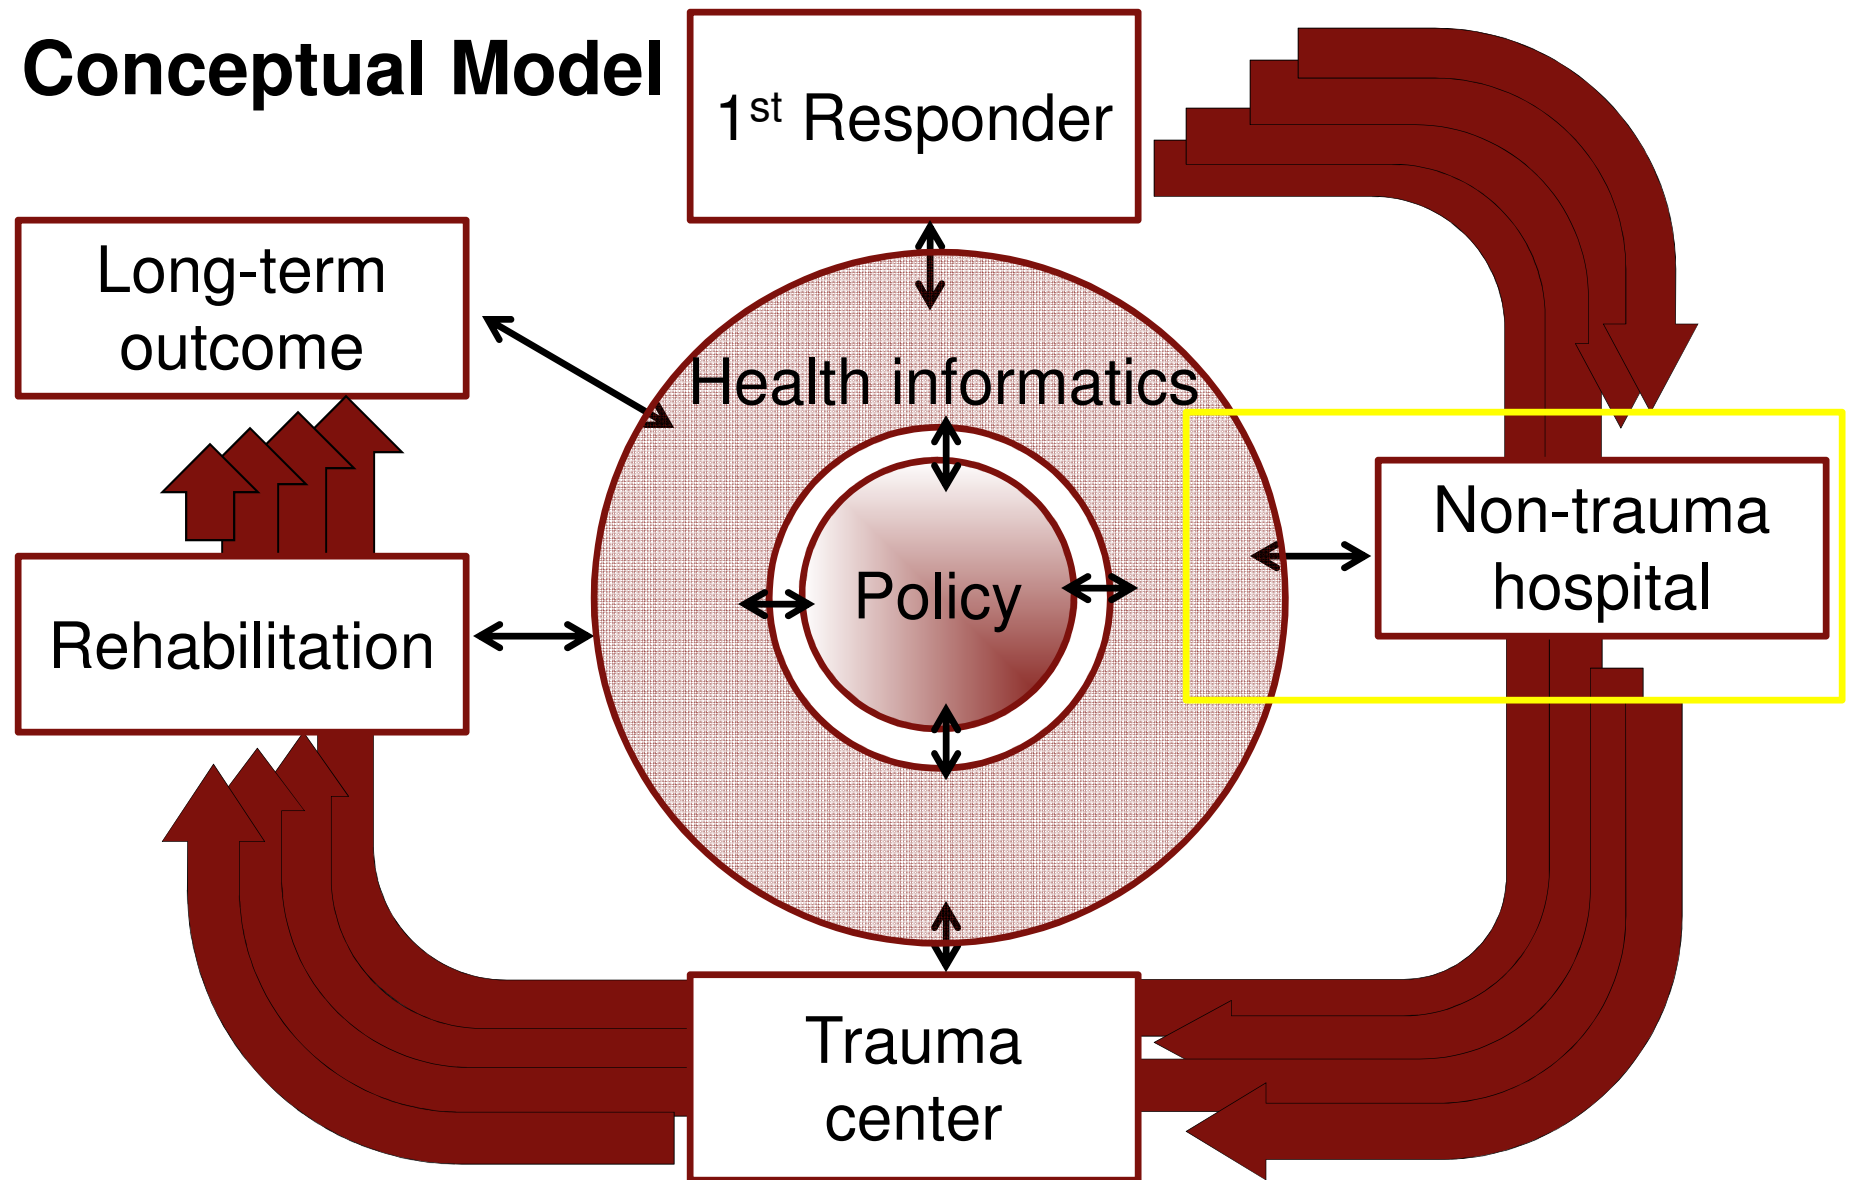 Conceptual Model
1st Responder
Long-term
outcome
Health informatics
Non-trauma
hospital
Policy
Rehabilitation
Trauma
center